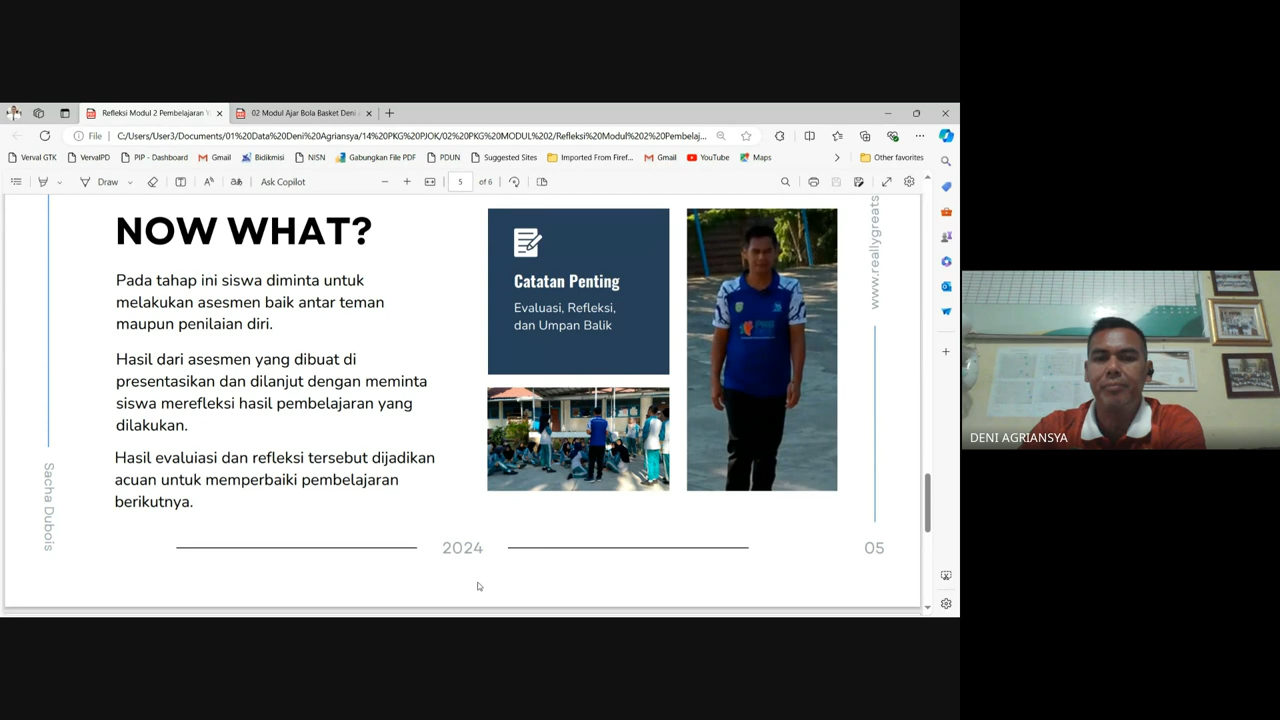 Refleksi Modul 2 Pembelajaran
02 Modul Ajar Bola Basket Deni
File
C:/Users/User3/Documents/01%20Data%20Deni%20Agriansya/14%20PKG%20PJOK/02%20PKG%20MODUL%202/Refleksi%20Modul%202%20Pembelaj...
Verval GTK
VervalPD
PIP - Dashboard
Gmail
Bidikmisi
NISN
Gabungkan File PDF
PDUN
Suggested Sites
Imported From Firef...
Gmail
YouTube
Maps
Other favorites
Draw
Ask Copilot
5
of 6
NOW WHAT?
Pada tahap ini siswa diminta untuk
melakukan asesmen baik antar teman
maupun penilaian diri.
Hasil dari asesmen yang dibuat di
presentasikan dan dilanjut dengan meminta
siswa merefleksi hasil pembelajaran yang
dilakukan.
Hasil evaluiasi dan refleksi tersebut dijadikan
acuan untuk memperbaiki pembelajaran
berikutnya.
Catatan Penting
Evaluasi, Refleksi,
dan Umpan Balik
www.reallygreats
Sacha Dubois
2024
05
DENI AGRIANSYA